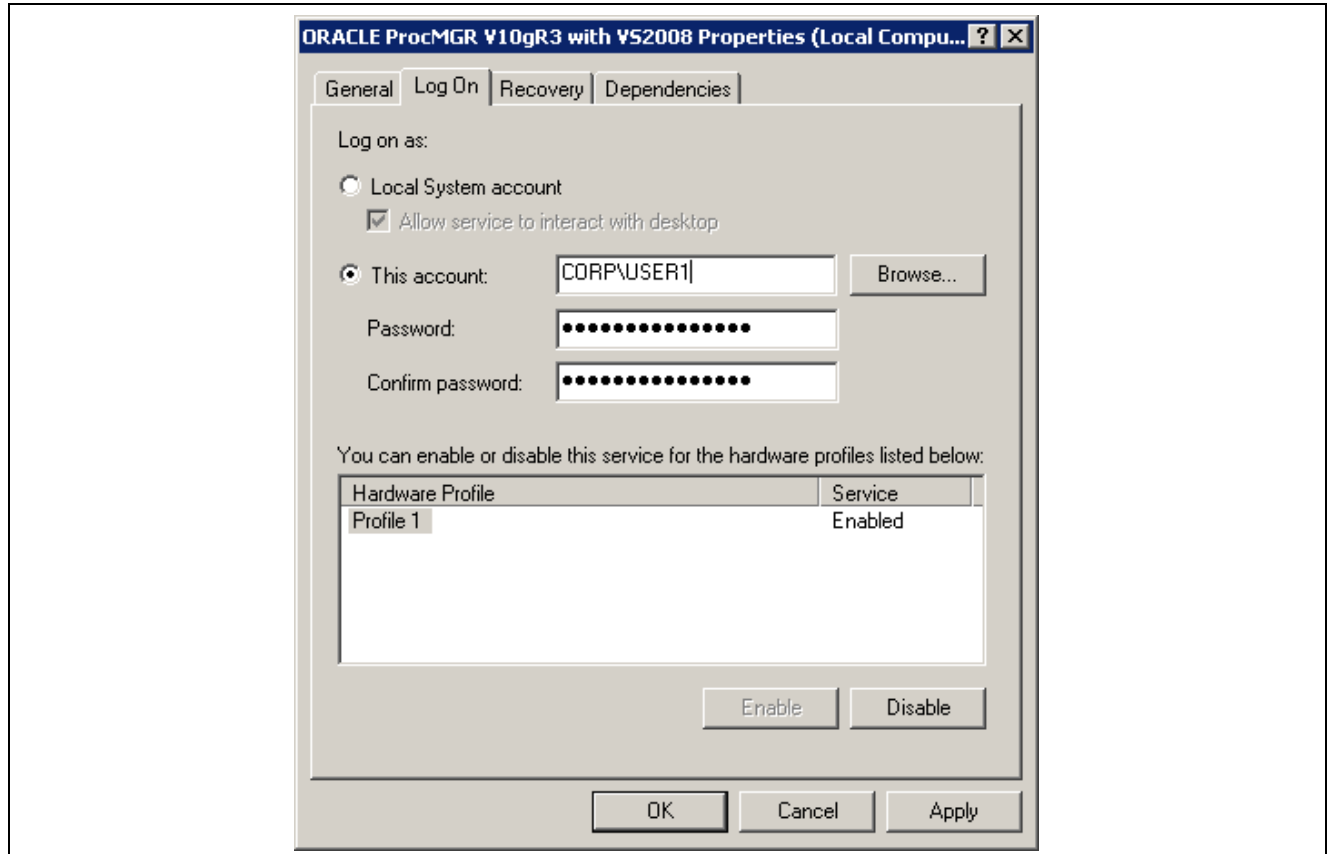 ORACLE ProcMGR V10gR3 with VS2008 Properties (Local Compu...
General Log On Recovery Dependencies
Log on as:
Local System account
Allow service to interact with desktop
This account: CORP\USER1 Browse...
Password: ●●●●●●●●●●●●●●●
Confirm password: ●●●●●●●●●●●●●●●
You can enable or disable this service for the hardware profiles listed below:
Hardware Profile Service
Profile 1 Enabled
Enable Disable
OK Cancel Apply